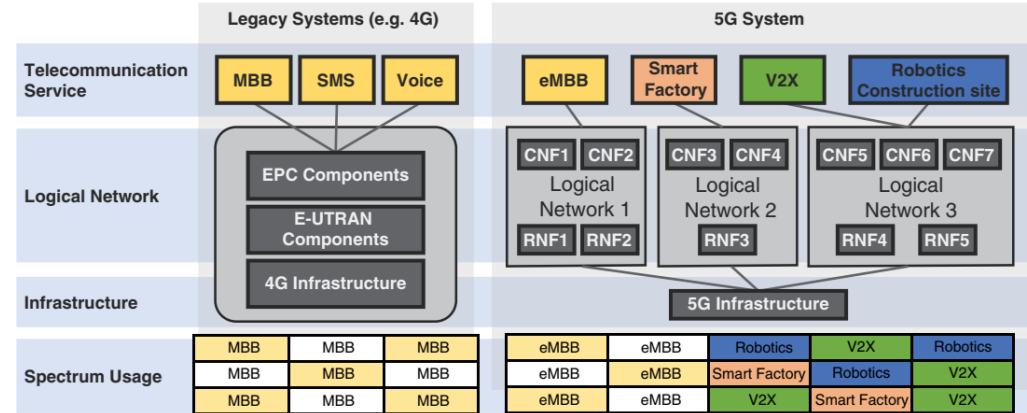 Legacy Systems (e.g. 4G)
5G System
Telecommunication
Service
MBB
SMS
Voice
eMBB
Smart
Factory
V2X
Robotics
Construction site
Logical Network
EPC Components
E-UTRAN
Components
4G Infrastructure
CNF1 CNF2
Logical
Network 1
RNF1 RNF2
CNF3 CNF4
Logical
Network 2
RNF3
CNF5 CNF6 CNF7
Logical
Network 3
RNF4 RNF5
Infrastructure
5G Infrastructure
Spectrum Usage
MBB MBB MBB
MBB MBB MBB
MBB MBB MBB
eMBB eMBB Robotics V2X Robotics
eMBB eMBB Smart Factory Robotics V2X
eMBB eMBB V2X Smart Factory V2X